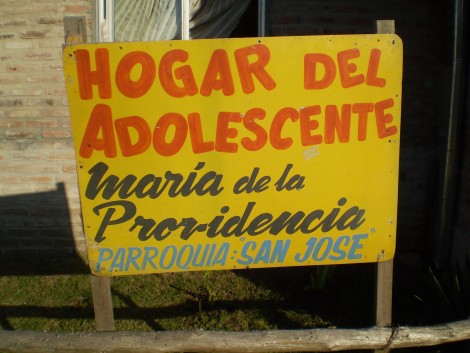 HOGAR DEL
ADOLESCENTE
María de la
Providencia
PARROQUIA: "SAN JOSE"